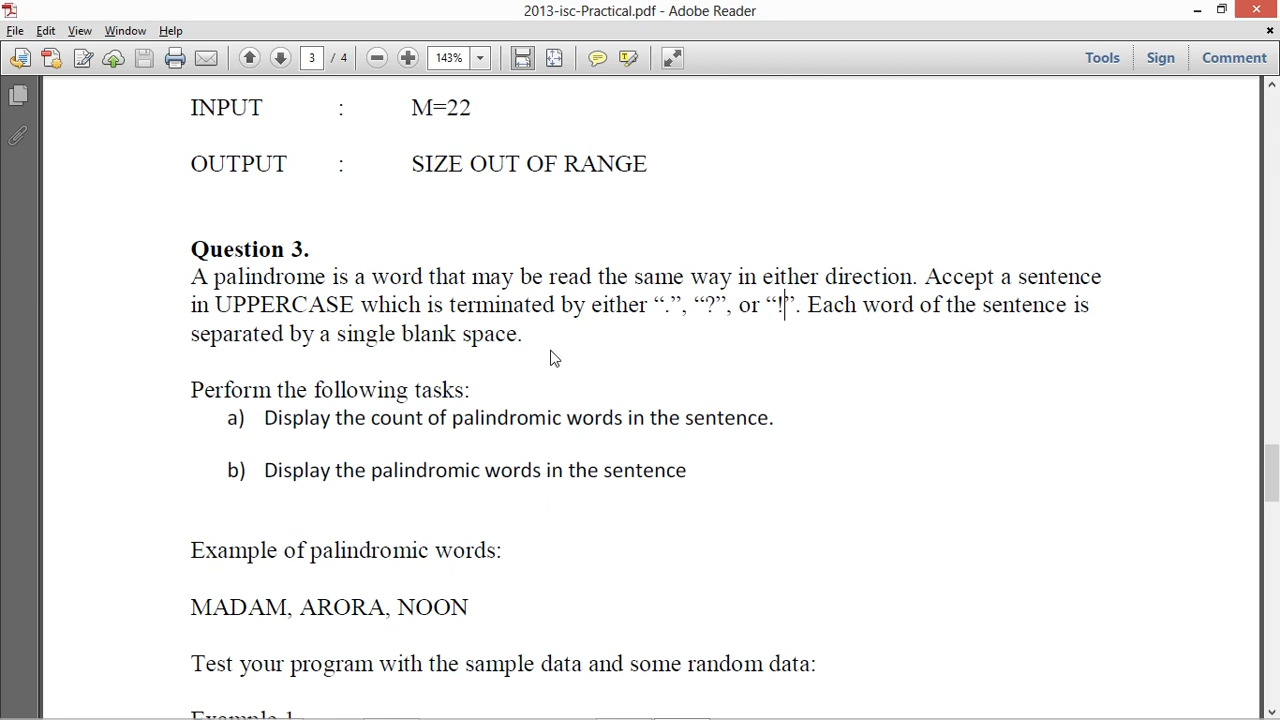 2013-isc-Practical.pdf - Adobe Reader
File Edit View Window Help
3 / 4 143% Tools Sign Comment
INPUT : M=22
OUTPUT : SIZE OUT OF RANGE
Question 3.
A palindrome is a word that may be read the same way in either direction. Accept a sentence
in UPPERCASE which is terminated by either “.”, “?”, or “!”. Each word of the sentence is
separated by a single blank space.
Perform the following tasks:
a) Display the count of palindromic words in the sentence.
b) Display the palindromic words in the sentence
Example of palindromic words:
MADAM, ARORA, NOON
Test your program with the sample data and some random data:
Example 1